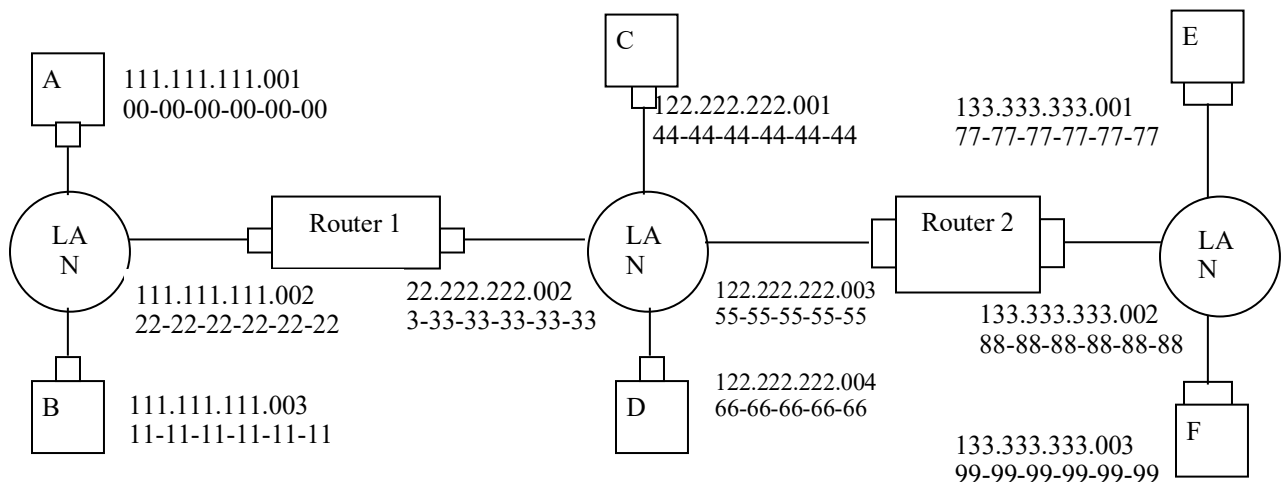 C
E
A
111.111.111.001
00-00-00-00-00-00
122.222.222.001
44-44-44-44-44-44
133.333.333.001
77-77-77-77-77-77
LA
N
Router 1
LA
N
Router 2
LA
N
111.111.111.002
22-22-22-22-22-22
22.222.222.002
3-33-33-33-33-33
122.222.222.003
55-55-55-55-55
133.333.333.002
88-88-88-88-88-88
B
111.111.111.003
11-11-11-11-11-11
D
122.222.222.004
66-66-66-66-66
F
133.333.333.003
99-99-99-99-99-99